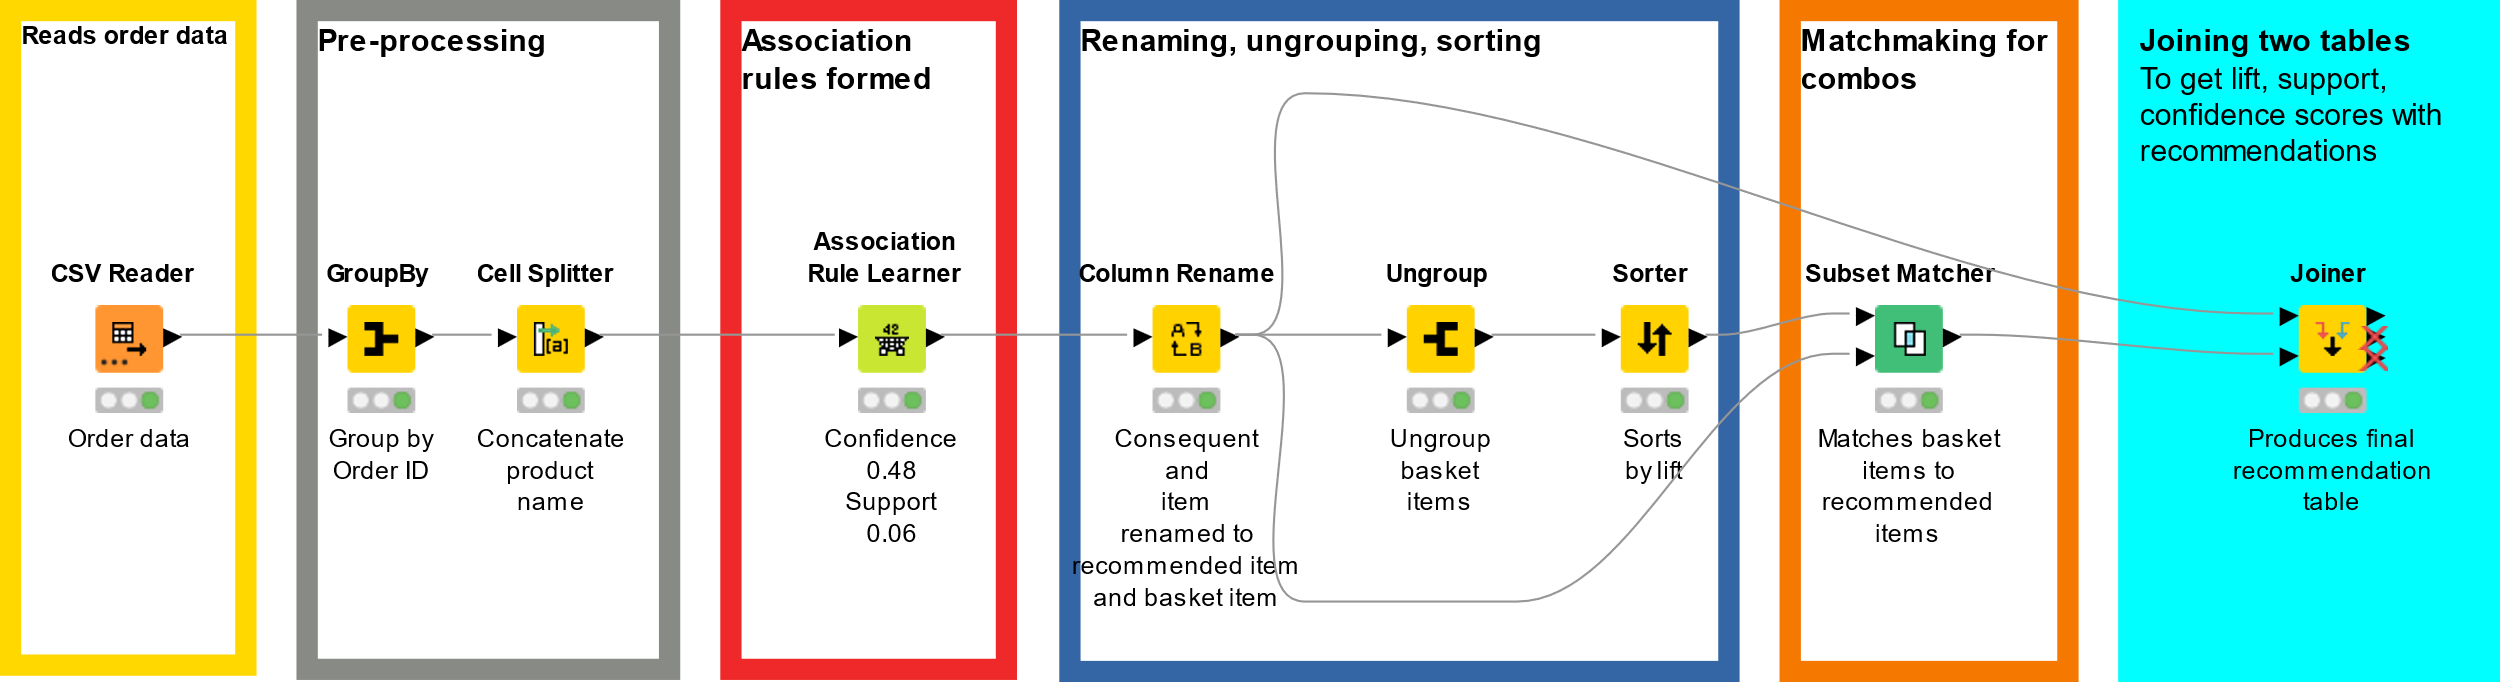 Reads order data
Pre-processing
Association
rules formed
Renaming, ungrouping, sorting
Matchmaking for
combos
Joining two tables
To get lift, support,
confidence scores with
recommendations
CSV Reader
Order data
GroupBy
Group by
Order ID
Cell Splitter
[a]
Concatenate
product
name
Association
Rule Learner
42
Confidence
0.48
Support
0.06
Column Rename
A
B
Consequent
and
item
renamed to
recommended item
and basket item
Ungroup
Ungroup
basket
items
Sorter
Sorts
by lift
Subset Matcher
Matches basket
items to
recommended
items
Joiner
Produces final
recommendation
table